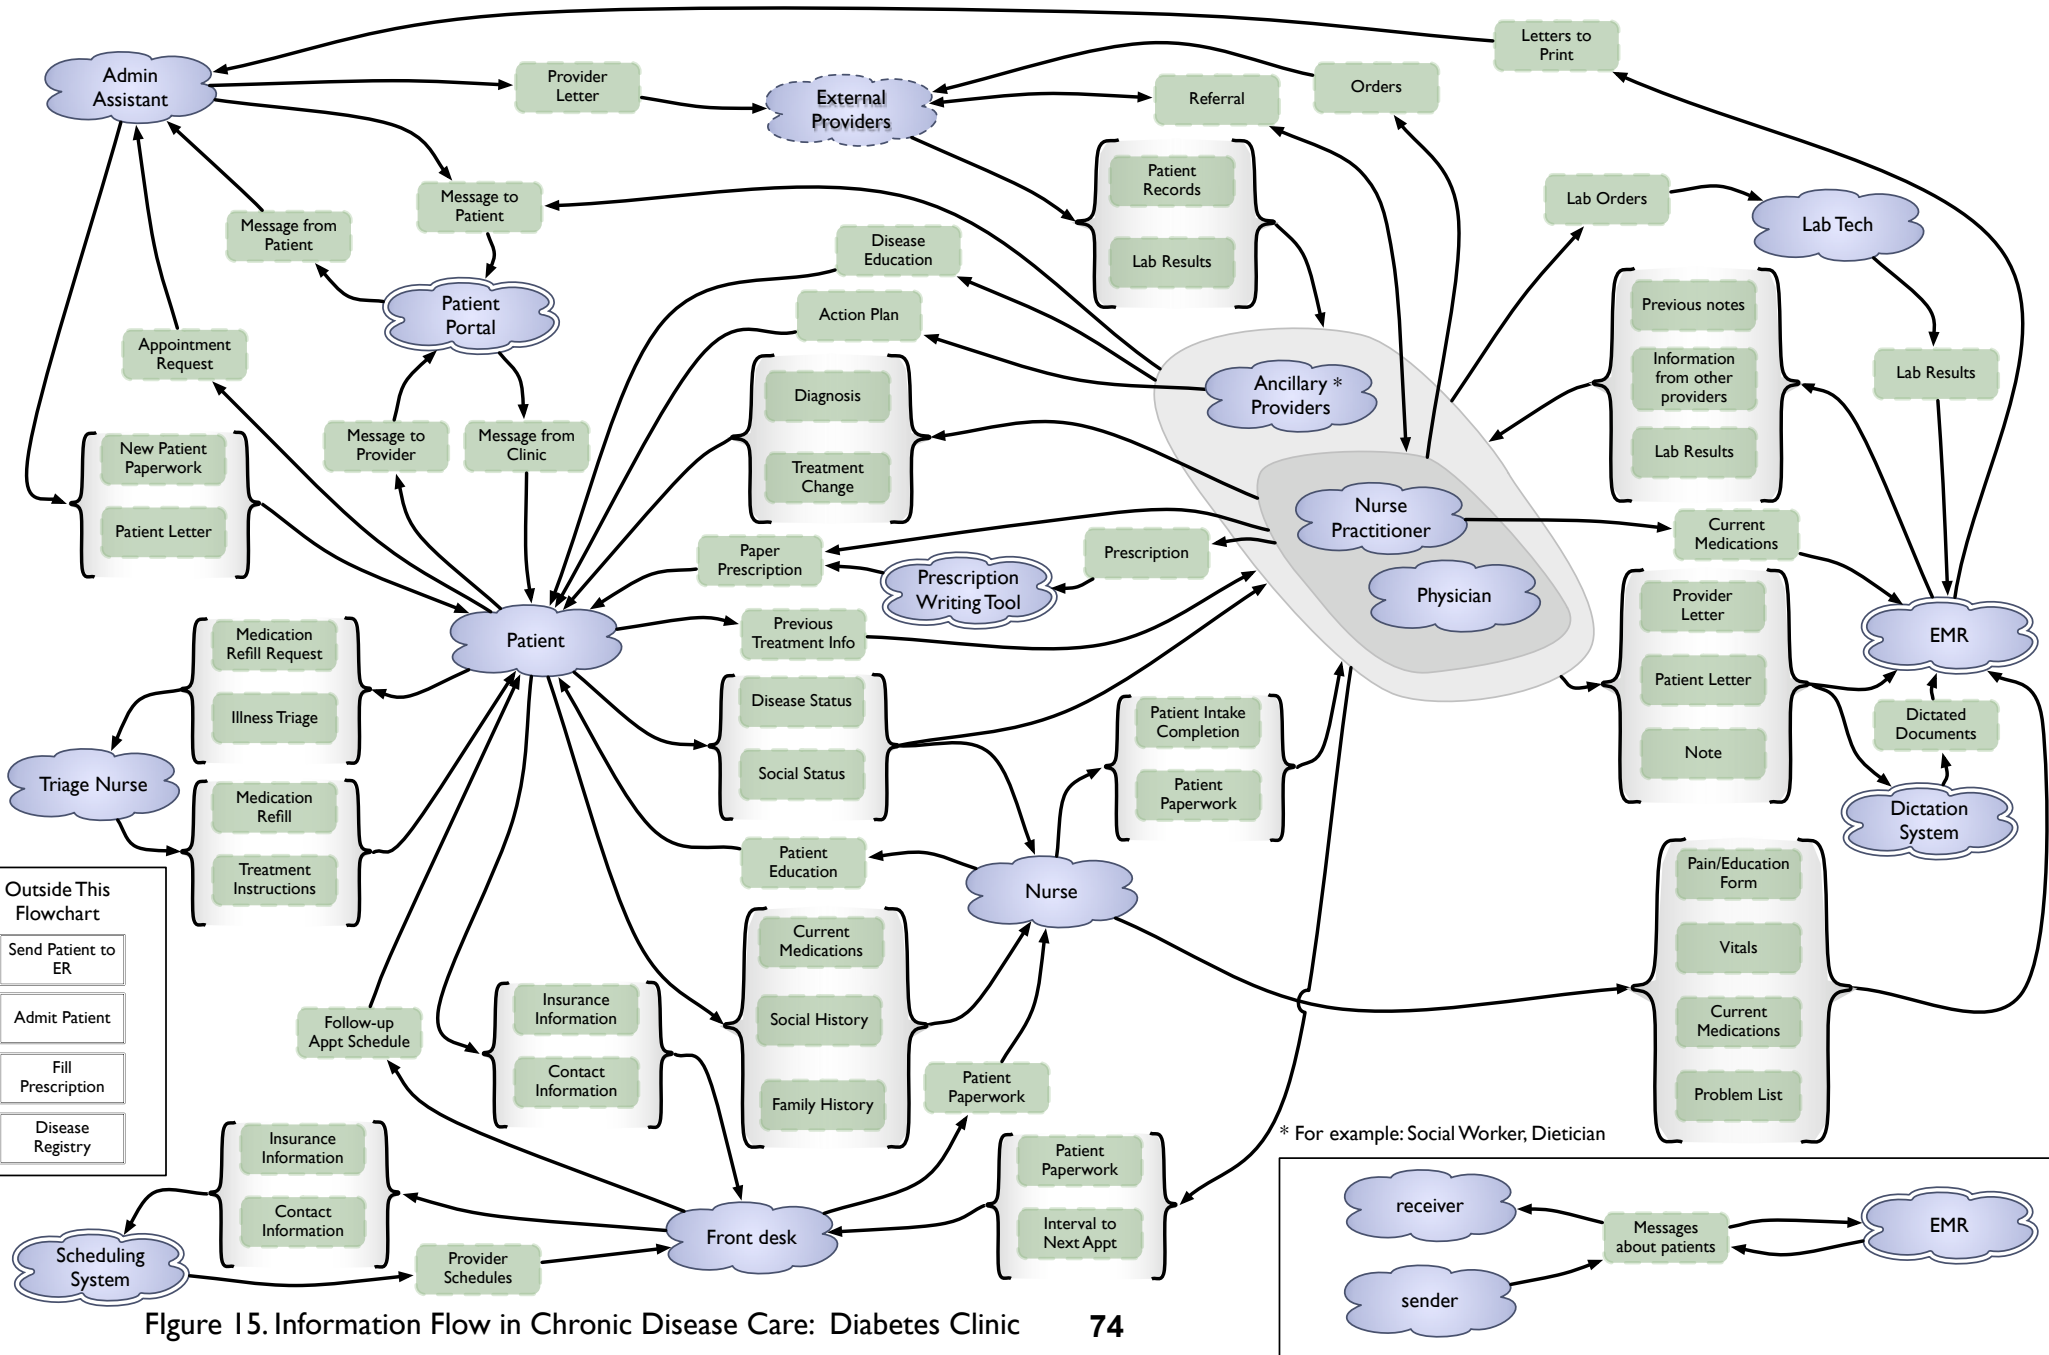 Letters to
Print
Admin
Assistant
Provider
Letter
External
Providers
Referral
Orders
Patient
Records
Lab Results
Message to
Patient
Message from
Patient
Disease
Education
Lab Orders
Lab Tech
Patient
Portal
Action Plan
Previous notes
Information
from other
providers
Lab Results
Lab Results
Appointment
Request
Diagnosis
Treatment
Change
Ancillary *
Providers
Message to
Provider
Message from
Clinic
New Patient
Paperwork
Patient Letter
Nurse
Practitioner
Physician
Current
Medications
Paper
Prescription
Prescription
Writing Tool
Prescription
Provider
Letter
Patient Letter
Note
EMR
Patient
Previous
Treatment Info
Medication
Refill Request
Illness Triage
Disease Status
Social Status
Patient Intake
Completion
Patient
Paperwork
Dictated
Documents
Dictation
System
Triage Nurse
Medication
Refill
Treatment
Instructions
Patient
Education
Nurse
Pain/Education
Form
Vitals
Current
Medications
Problem List
Outside This
Flowchart
Send Patient to
ER
Admit Patient
Fill
Prescription
Disease
Registry
Current
Medications
Social History
Family History
Follow-up
Appt Schedule
Insurance
Information
Contact
Information
Patient
Paperwork
Insurance
Information
Contact
Information
Patient
Paperwork
Interval to
Next Appt
* For example: Social Worker, Dietician
Scheduling
System
Provider
Schedules
Front desk
receiver
Messages
about patients
EMR
sender
FIgure 15. Information Flow in Chronic Disease Care: Diabetes Clinic
74